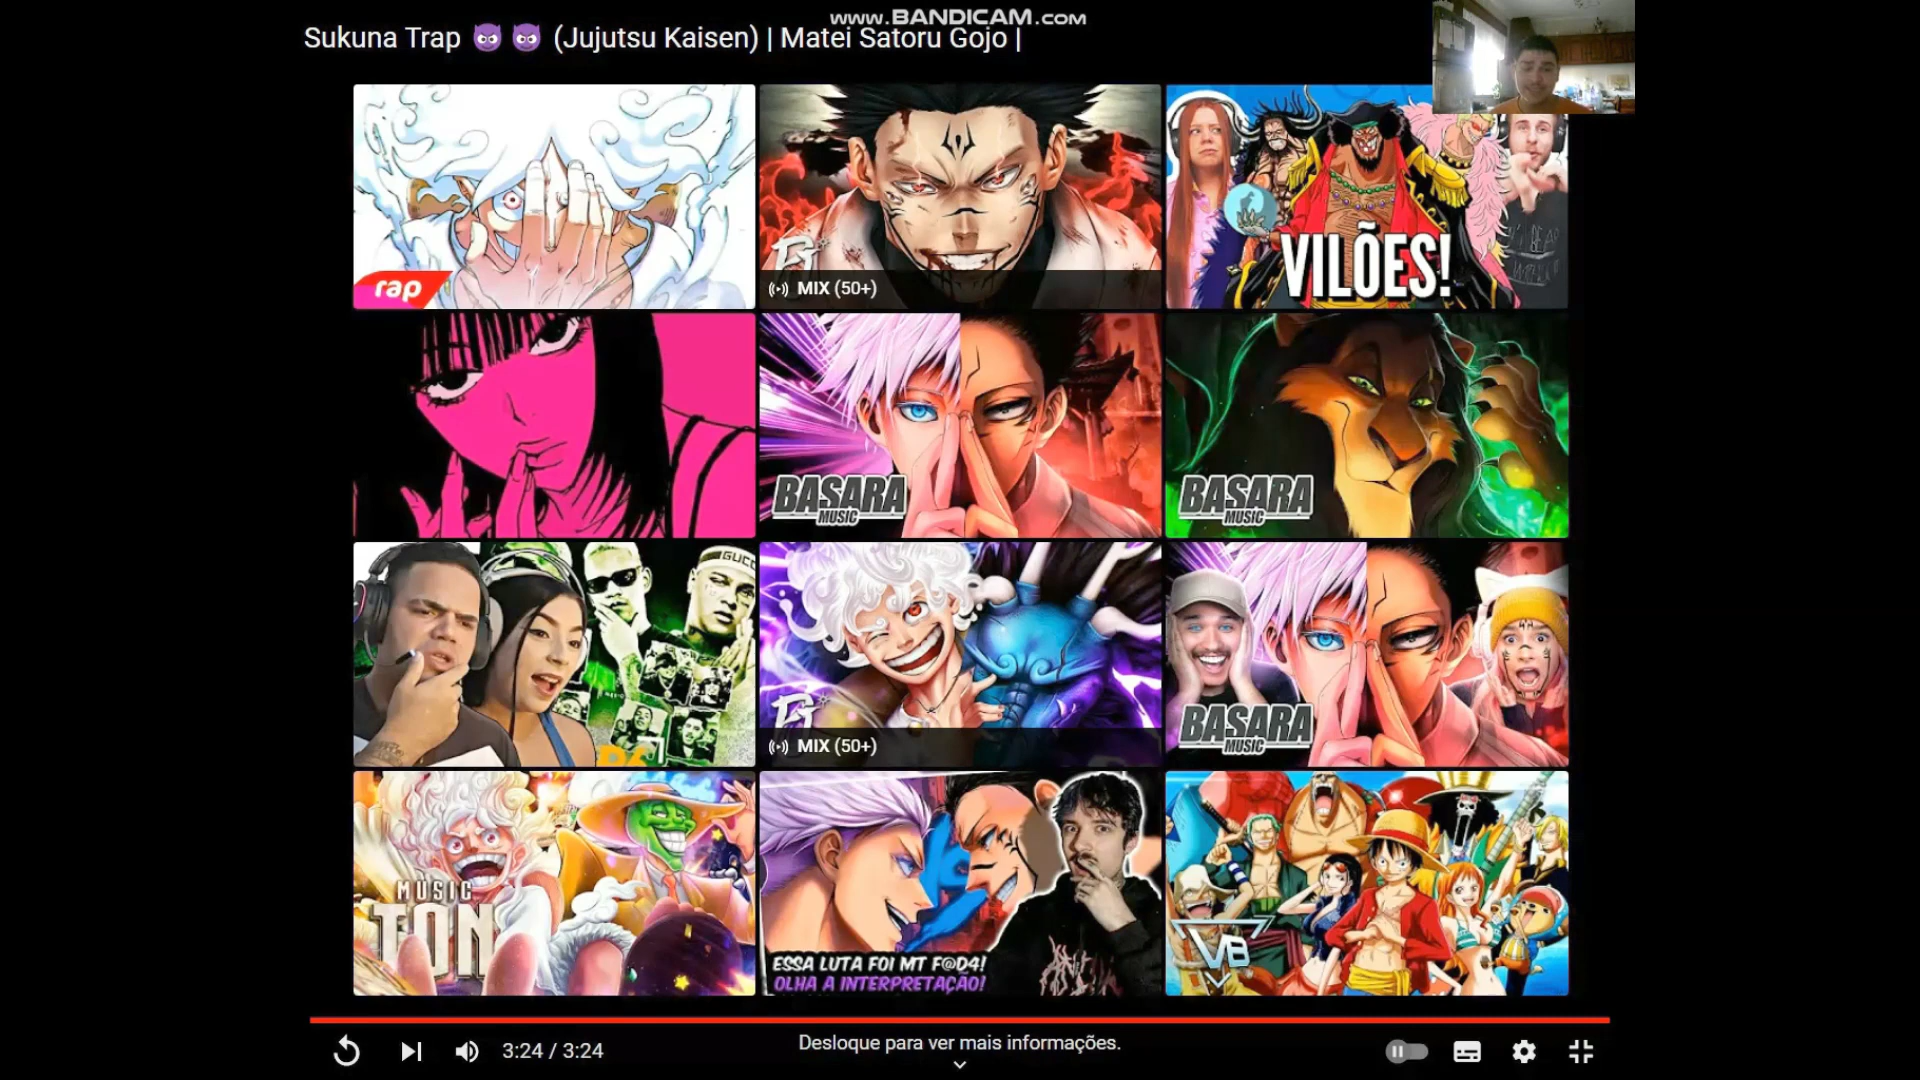 www.BANDICAM.com
Sukuna Trap 😈 😈 (Jujutsu Kaisen) | Matei Satoru Gojo |
rap
MIX (50+)
VILÕES!
BASARA
MUSIC
BASARA
MUSIC
GUCCI
MIX (50+)
BASARA
MUSIC
MUSIC
TON
ESSA LUTA FOI MT F@D4!
OLHA A INTERPRETAÇÃO!
VB
3:24 / 3:24
Desloque para ver mais informações.